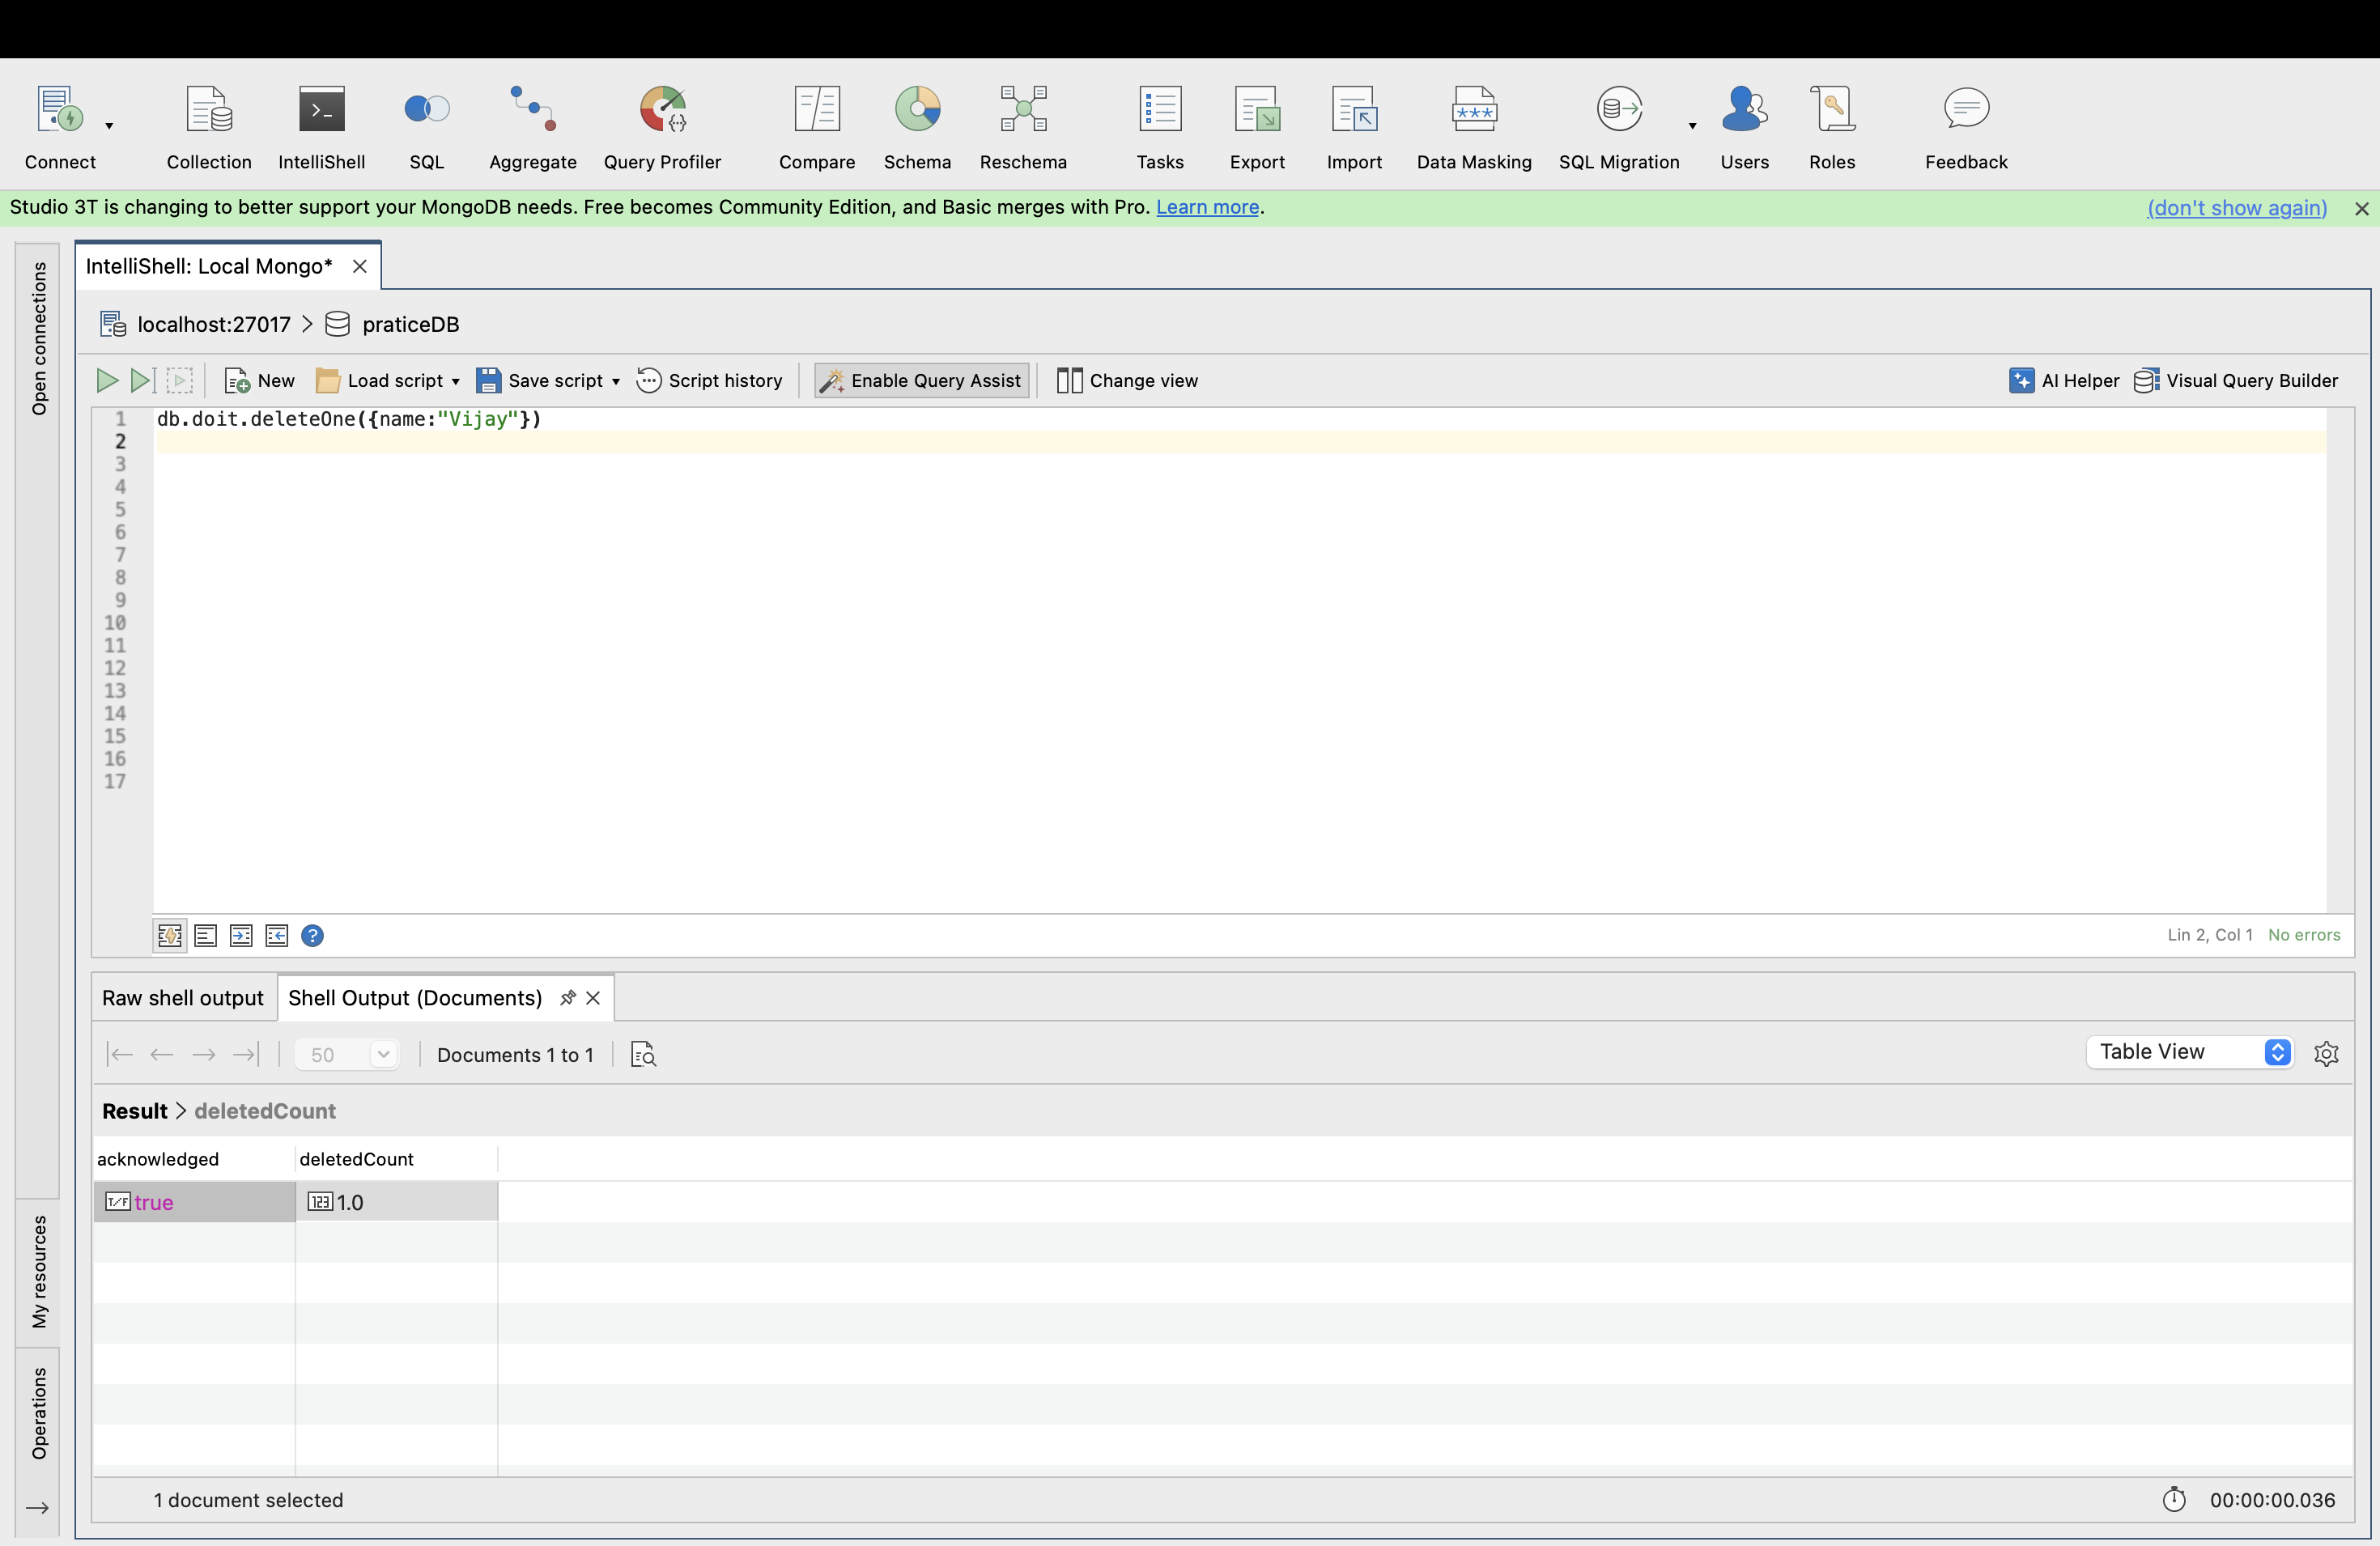 Connect
Collection
IntelliShell
SQL
Aggregate
Query Profiler
Compare
Schema
Reschema
Tasks
Export
Import
Data Masking
SQL Migration
Users
Roles
Feedback
Studio 3T is changing to better support your MongoDB needs. Free becomes Community Edition, and Basic merges with Pro. Learn more.
(don't show again)
Open connections
IntelliShell: Local Mongo*
localhost:27017 > praticeDB
New
Load script
Save script
Script history
Enable Query Assist
Change view
AI Helper
Visual Query Builder
1 db.doit.deleteOne({name:"Vijay"})
2
3
4
5
6
7
8
9
10
11
12
13
14
15
16
17
Lin 2, Col 1 No errors
Raw shell output
Shell Output (Documents)
50
Documents 1 to 1
Table View
Result > deletedCount
acknowledged deletedCount
true 1.0
My resources
Operations
1 document selected
00:00:00.036